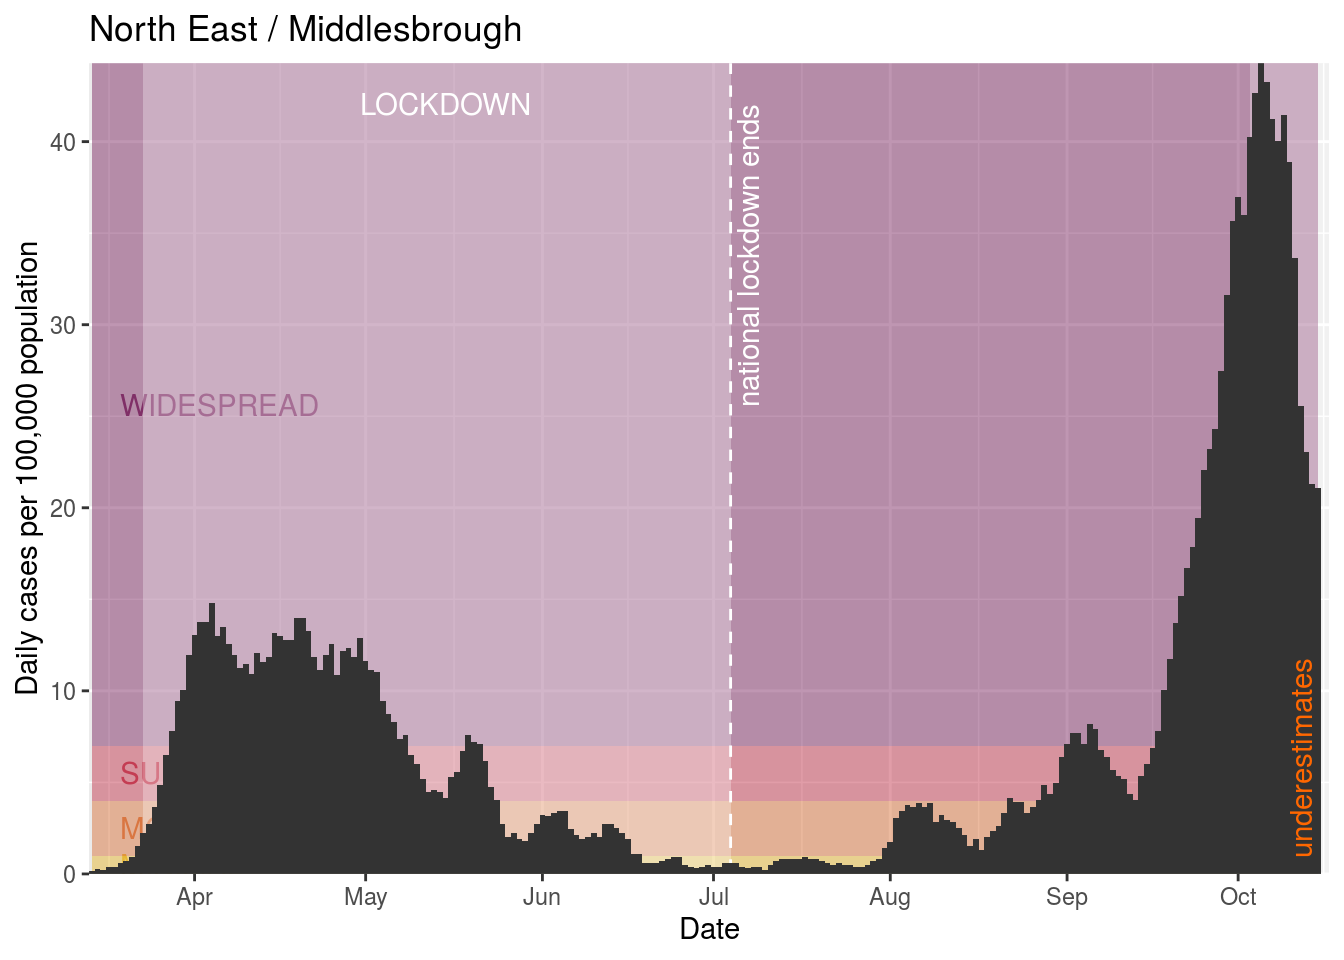 North East / Middlesbrough
LOCKDOWN
national lockdown ends
WIDESPREAD
SU
M
underestimates
Daily cases per 100,000 population
40
30
20
10
0
Apr
May
Jun
Jul
Aug
Sep
Oct
Date